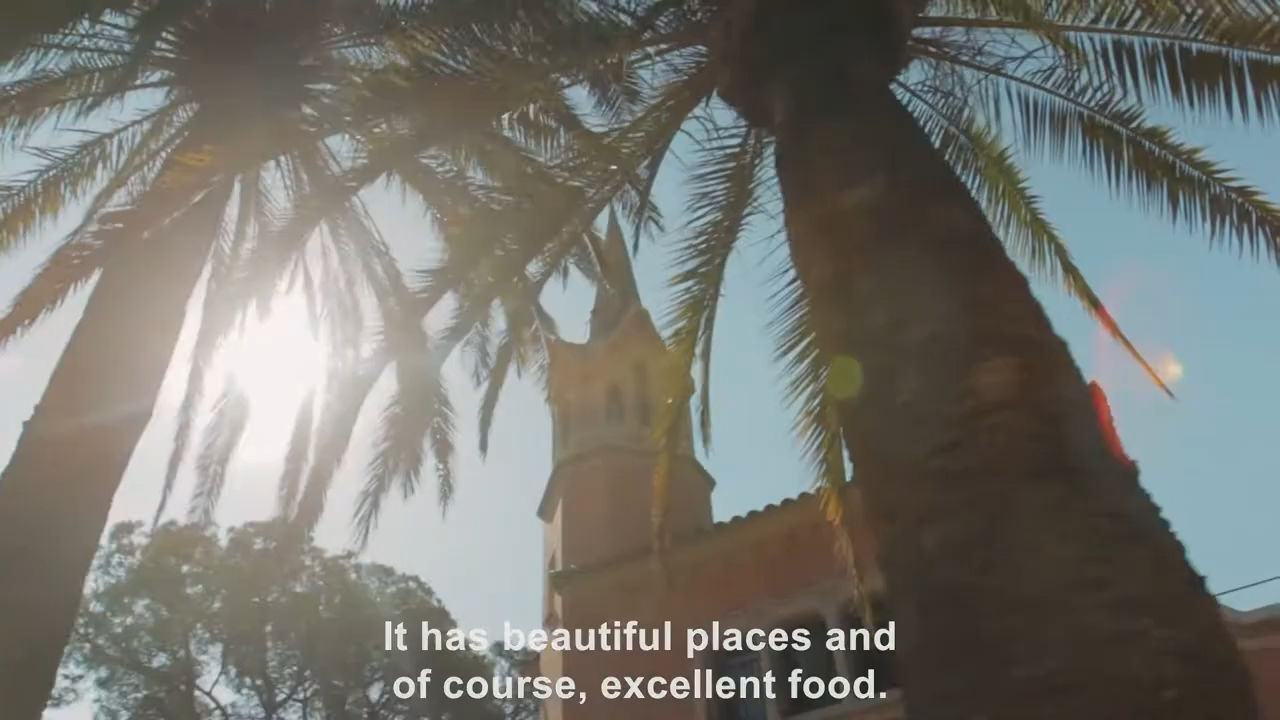 It has beautiful places and
of course, excellent food.